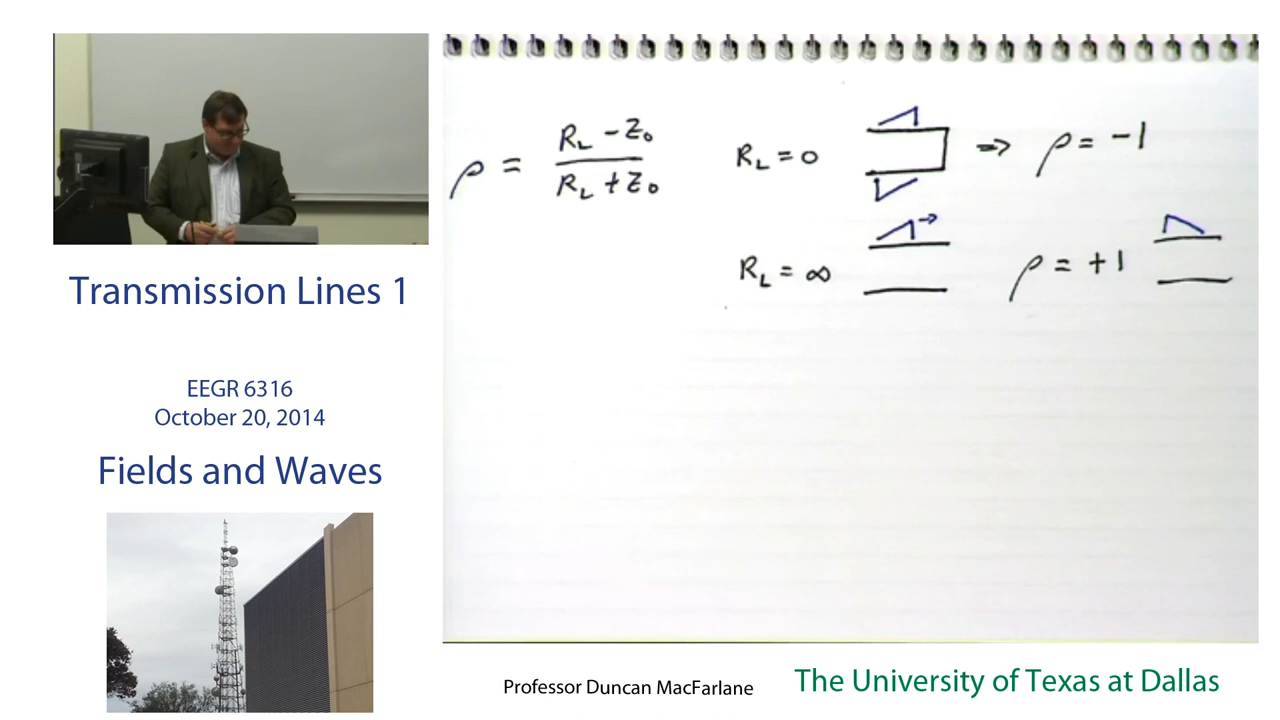 Transmission Lines 1
EEGR 6316
October 20, 2014
Fields and Waves
ρ = (R_L - Z_0) / (R_L + Z_0)
R_L = 0 ⇒ ρ = -1
R_L = ∞ ρ = +1
Professor Duncan MacFarlane
The University of Texas at Dallas